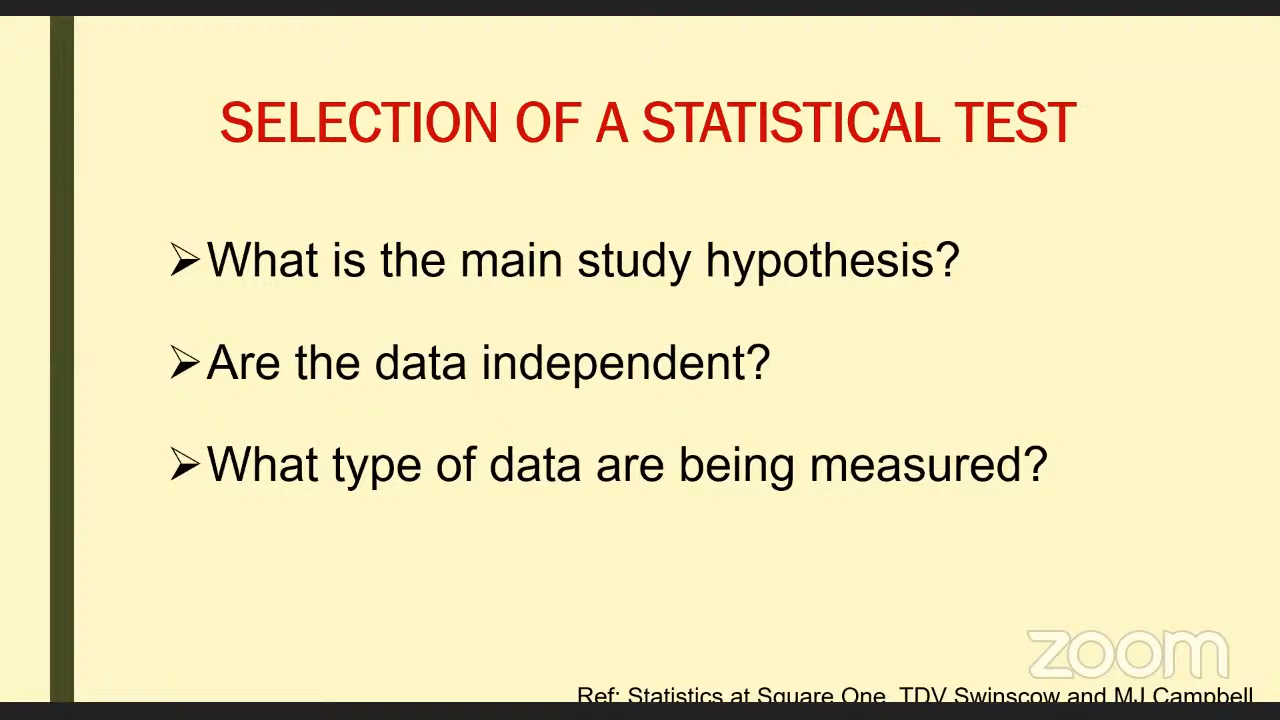 SELECTION OF A STATISTICAL TEST
➢What is the main study hypothesis?
➢Are the data independent?
➢What type of data are being measured?
zoom
Ref: Statistics at Square One, TDV Swinscow and MJ Campbell